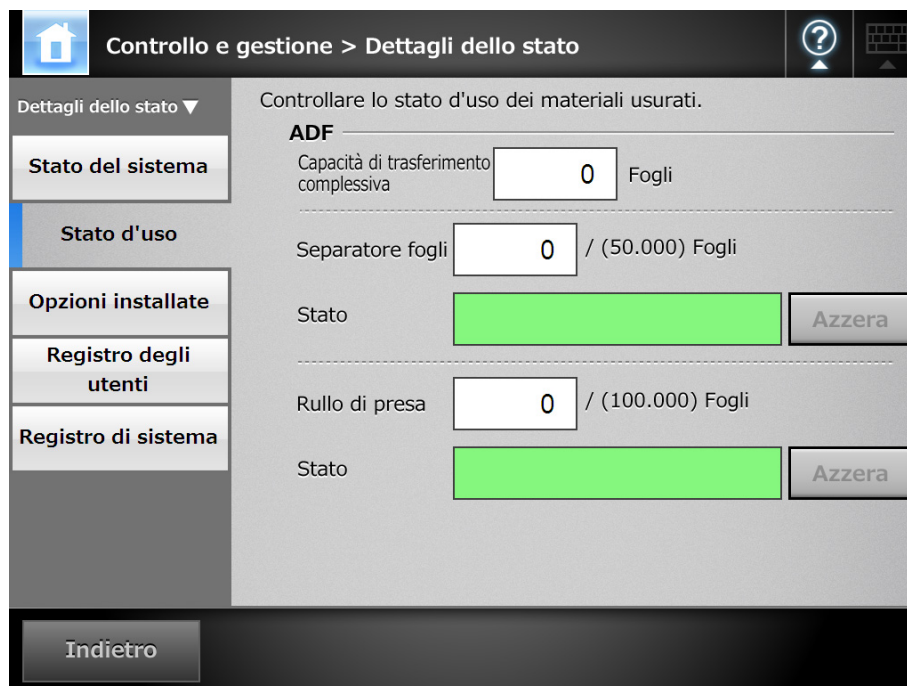 Controllo e gestione > Dettagli dello stato
?
Dettagli dello stato ▼
Stato del sistema
Stato d'uso
Opzioni installate
Registro degli
utenti
Registro di sistema
Controllare lo stato d'uso dei materiali usurati.
ADF
Capacità di trasferimento
complessiva
0 Fogli
Separatore fogli 0 / (50.000) Fogli
Stato Azzera
Rullo di presa 0 / (100.000) Fogli
Stato Azzera
Indietro